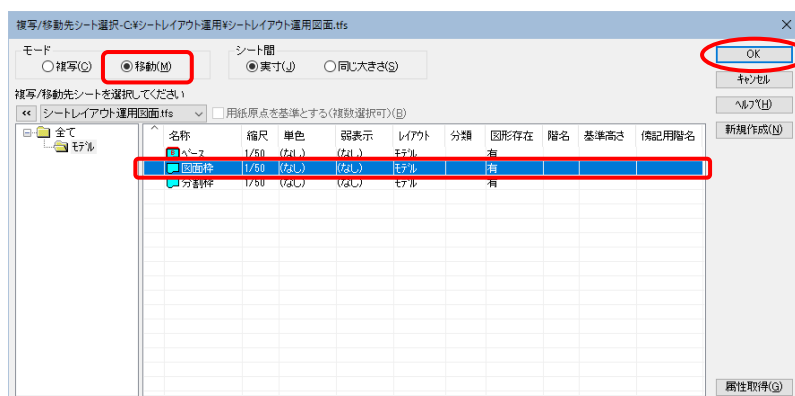 複写/移動先シート選択-C:¥シートレイアウト運用¥シートレイアウト運用図面.tfs
モード
シート間
複写(C) 移動(M) 実寸(J) 同じ大きさ(S)
OK
キャンセル
ヘルプ(H)
新規作成(N)
複写/移動先シートを選択してください
シートレイアウト運用図面.tfs 用紙原点を基準とする(複数選択可)(B)
全て
モデル
名称 縮尺 単色 弱表示 レイアウト 分類 図形存在 階名 基準高さ 傍記用階名
ベース 1/50 (なし) (なし) モデル 有
図面枠 1/50 (なし) (なし) モデル 有
分割枠 1/50 (なし) (なし) モデル 有
属性取得(G)